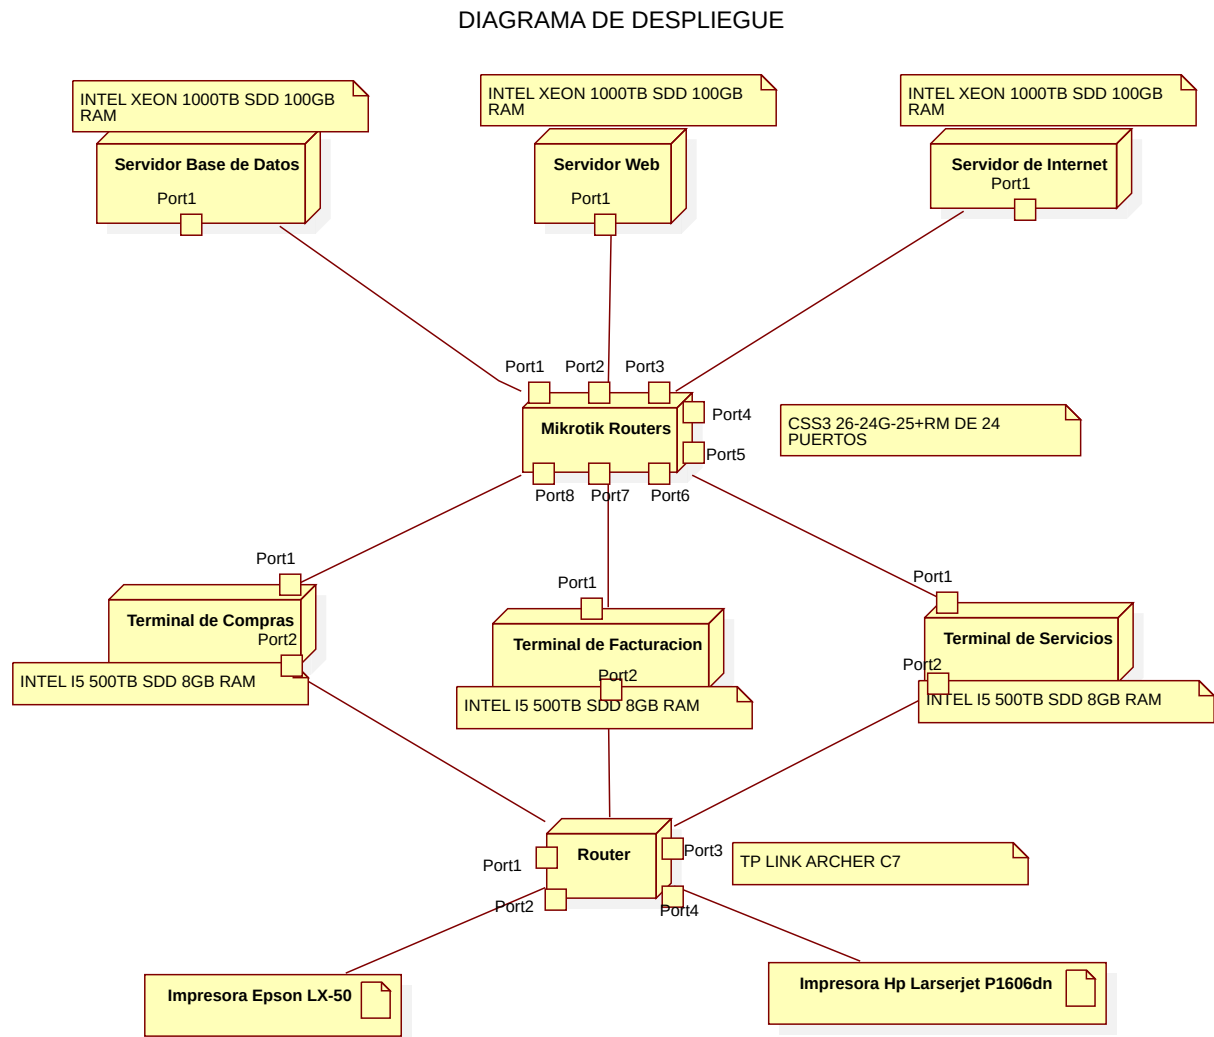 DIAGRAMA DE DESPLIEGUE
INTEL XEON 1000TB SDD 100GB
RAM
INTEL XEON 1000TB SDD 100GB
RAM
INTEL XEON 1000TB SDD 100GB
RAM
Servidor Base de Datos
Servidor Web
Servidor de Internet
Port1
Port1
Port1
Port1
Port2
Port3
Port4
Mikrotik Routers
CSS3 26-24G-25+RM DE 24
PUERTOS
Port5
Port8
Port7
Port6
Port1
Port1
Port1
Terminal de Compras
Port2
Terminal de Facturacion
Port2
Terminal de Servicios
Port2
INTEL I5 500TB SDD 8GB RAM
INTEL I5 500TB SDD 8GB RAM
INTEL I5 500TB SDD 8GB RAM
Router
Port1
Port3
TP LINK ARCHER C7
Port2
Port4
Impresora Epson LX-50
Impresora Hp Larserjet P1606dn